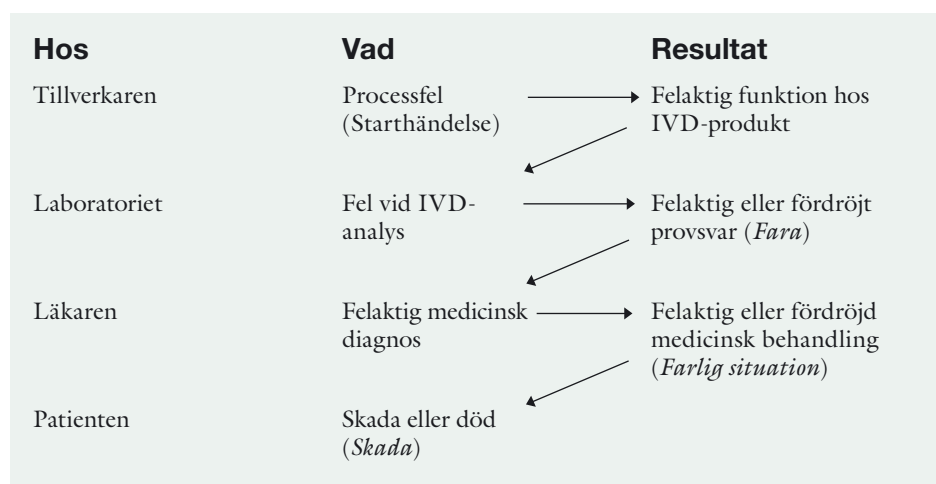 Hos Vad Resultat
Tillverkaren Processfel Felaktig funktion hos
(Starthändelse) IVD-produkt
Laboratoriet Fel vid IVD- Felaktig eller fördröjt
analys provsvar (Fara)
Läkaren Felaktig medicinsk Felaktig eller fördröjd
diagnos medicinsk behandling
(Farlig situation)
Patienten Skada eller död
(Skada)